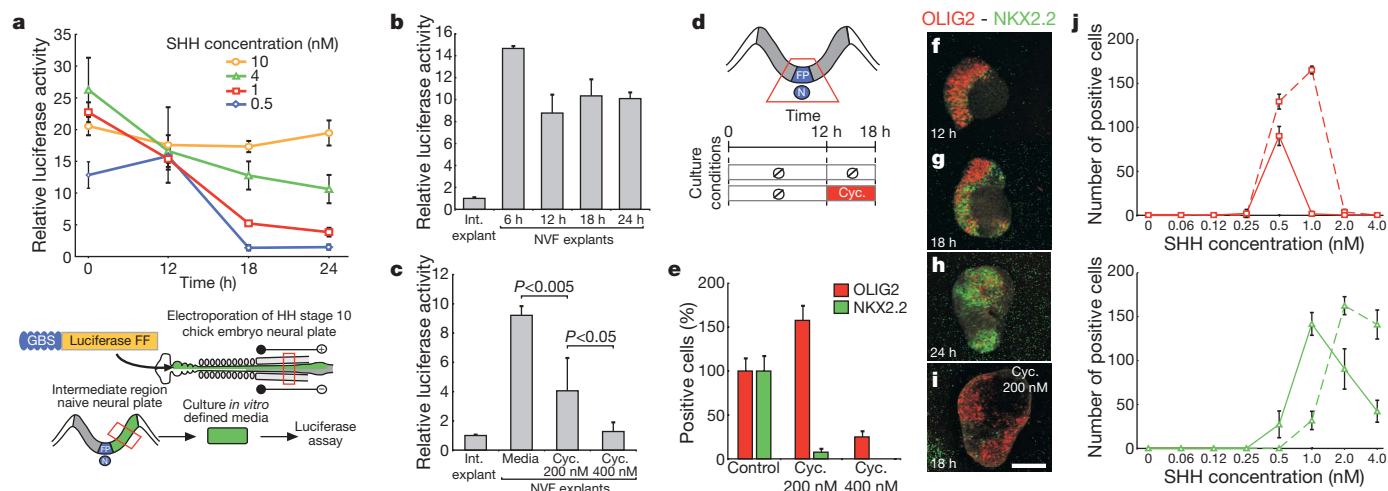 a
Relative luciferase activity
35
30
25
20
15
10
5
0
SHH concentration (nM)
10
4
1
0.5
0 12 18 24
Time (h)
GBS Luciferase FF
Electroporation of HH stage 10
chick embryo neural plate
+
–
Intermediate region
naive neural plate
FP
N
Culture in vitro
defined media
Luciferase
assay
b
Relative luciferase activity
16
14
12
10
8
6
4
2
0
Int.
explant
6 h 12 h 18 h 24 h
NVF explants
c
Relative luciferase activity
12
10
8
6
4
2
0
P<0.005
P<0.05
Int.
explant
Media
Cyc.
200 nM
Cyc.
400 nM
NVF explants
d
FP
N
Time
0 12 h 18 h
Culture
conditions
∅ ∅
∅ Cyc.
e
Positive cells (%)
200
150
100
50
0
OLIG2
NKX2.2
Control
Cyc.
200 nM
Cyc.
400 nM
OLIG2 - NKX2.2
f
12 h
g
18 h
h
24 h
i
Cyc.
200 nM
18 h
j
Number of positive cells
200
150
100
50
0
0 0.06 0.12 0.25 0.5 1.0 2.0 4.0
SHH concentration (nM)
Number of positive cells
200
150
100
50
0
0 0.06 0.12 0.25 0.5 1.0 2.0 4.0
SHH concentration (nM)